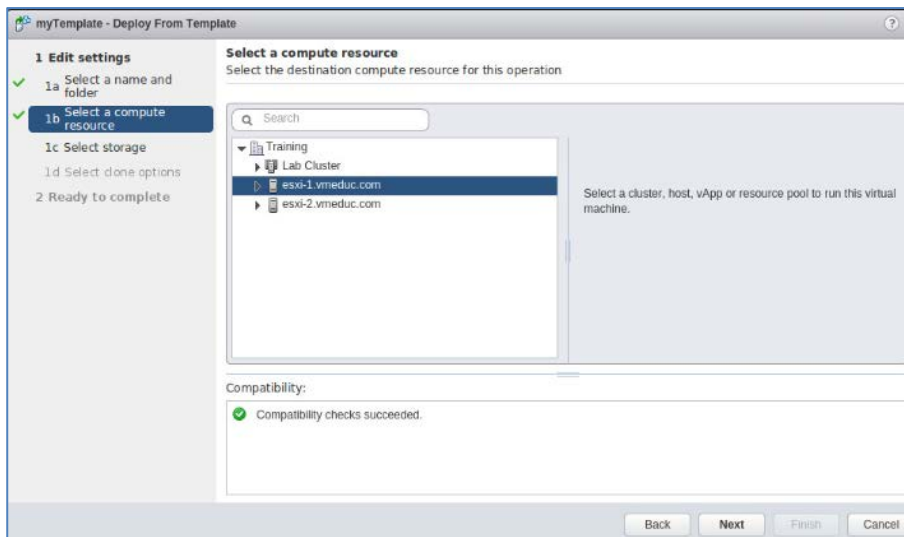 myTemplate - Deploy From Template
?
1 Edit settings
1a Select a name and
folder
1b Select a compute
resource
1c Select storage
1d Select clone options
2 Ready to complete
Select a compute resource
Select the destination compute resource for this operation
Search
Training
Lab Cluster
esxi-1.vmeduc.com
esxi-2.vmeduc.com
Select a cluster, host, vApp or resource pool to run this virtual
machine.
Compatibility:
Compatibility checks succeeded.
Back Next Finish Cancel